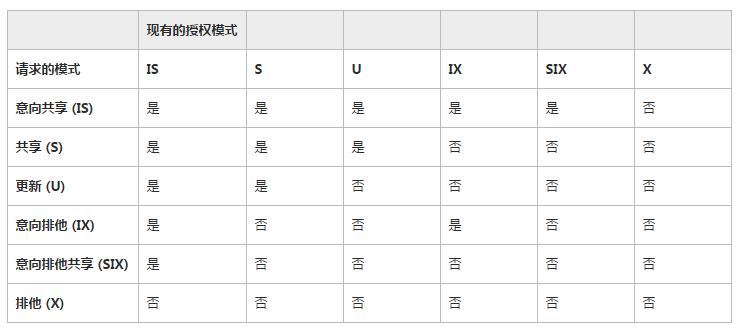 现有的授权模式
请求的模式 IS S U IX SIX X
意向共享 (IS) 是 是 是 是 是 否
共享 (S) 是 是 是 否 否 否
更新 (U) 是 是 否 否 否 否
意向排他 (IX) 是 否 否 是 否 否
意向排他共享 (SIX) 是 否 否 否 否 否
排他 (X) 否 否 否 否 否 否